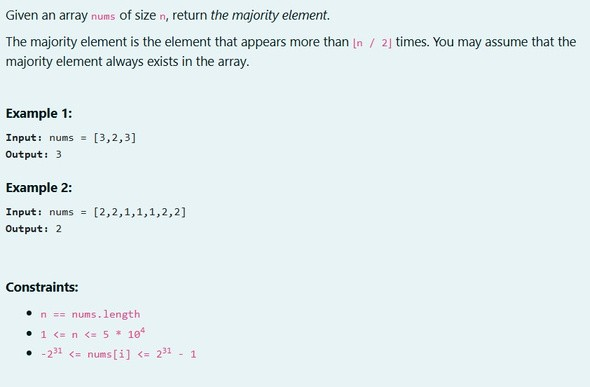 Given an array nums of size n, return the majority element.
The majority element is the element that appears more than ⌊n / 2⌋ times. You may assume that the
majority element always exists in the array.
Example 1:
Input: nums = [3,2,3]
Output: 3
Example 2:
Input: nums = [2,2,1,1,1,2,2]
Output: 2
Constraints:
• n == nums.length
• 1 <= n <= 5 * 10⁴
• -2³¹ <= nums[i] <= 2³¹ - 1